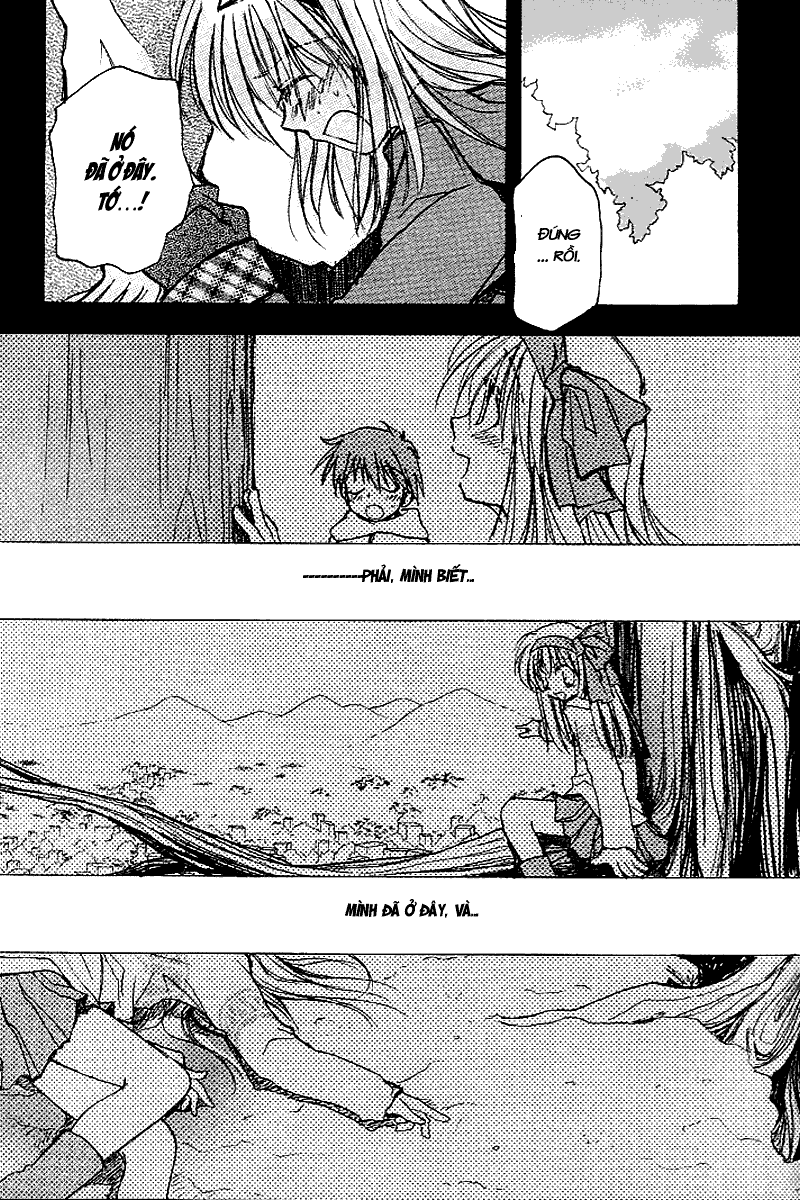 NÓ
ĐÃ Ở ĐÂY.
TỚ...!
ĐÚNG
... RỒI.
----------PHẢI, MÌNH BIẾT...
MÌNH ĐÃ Ở ĐÂY, VÀ...